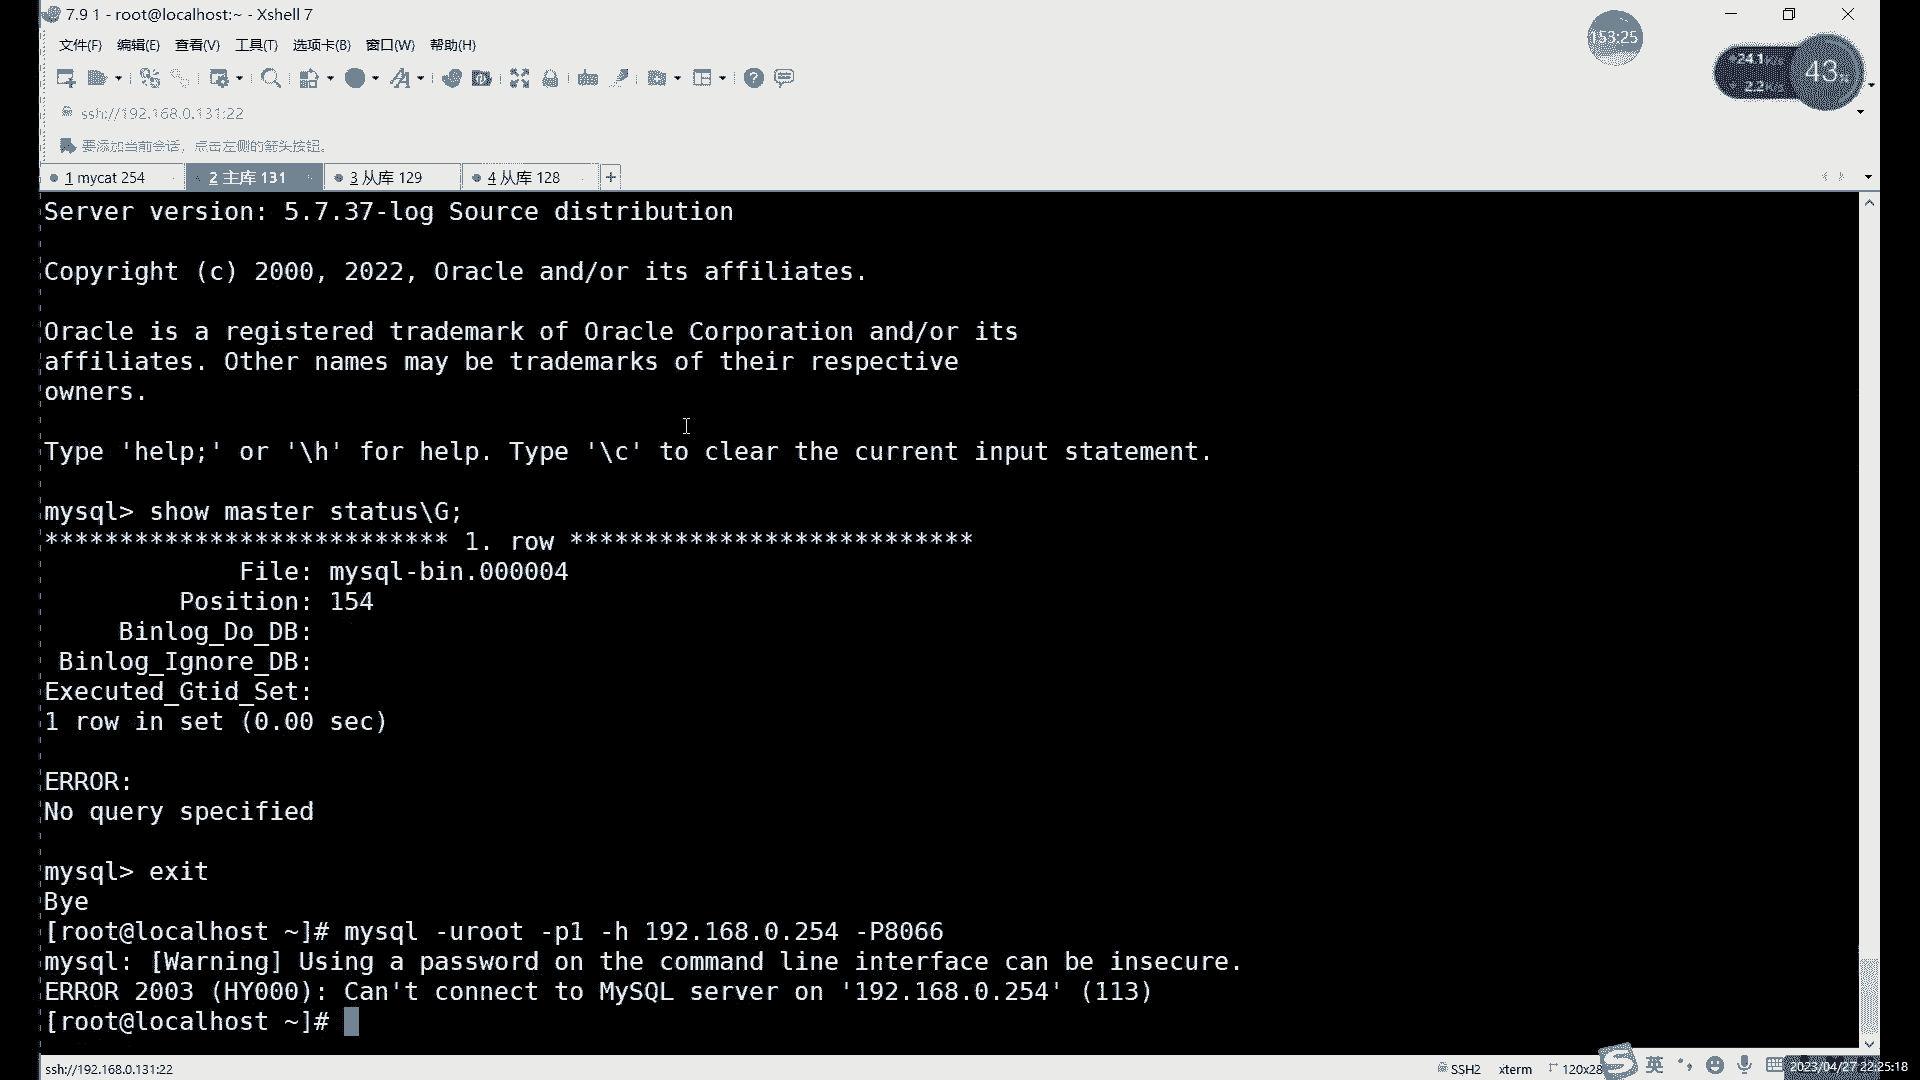 7.9 1 - root@localhost:~ - Xshell 7
153:25
文件(F) 编辑(E) 查看(V) 工具(T) 选项卡(B) 窗口(W) 帮助(H)
24.1K/s
2.2K/s
43%
ssh://192.168.0.131:22
要添加当前会话，点击左侧的箭头按钮。
1 mycat 254
2 主库 131
3 从库 129
4 从库 128
+
Server version: 5.7.37-log Source distribution
Copyright (c) 2000, 2022, Oracle and/or its affiliates.
Oracle is a registered trademark of Oracle Corporation and/or its
affiliates. Other names may be trademarks of their respective
owners.
Type 'help;' or '\h' for help. Type '\c' to clear the current input statement.
mysql> show master status\G;
*************************** 1. row ***************************
File: mysql-bin.000004
Position: 154
Binlog_Do_DB:
Binlog_Ignore_DB:
Executed_Gtid_Set:
1 row in set (0.00 sec)
ERROR:
No query specified
mysql> exit
Bye
[root@localhost ~]# mysql -uroot -p1 -h 192.168.0.254 -P8066
mysql: [Warning] Using a password on the command line interface can be insecure.
ERROR 2003 (HY000): Can't connect to MySQL server on '192.168.0.254' (113)
[root@localhost ~]#
ssh://192.168.0.131:22
SSH2
xterm
120x28
英
2023/04/27 22:25:18